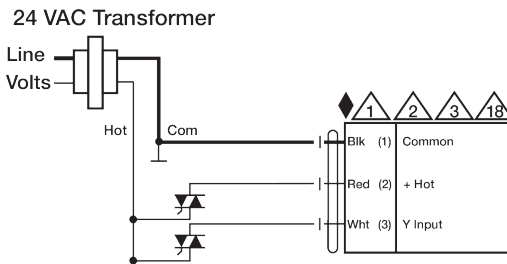 24 VAC Transformer
Line
Volts
Hot
Com
1 2 3 18
Blk (1) Common
Red (2) + Hot
Wht (3) Y Input